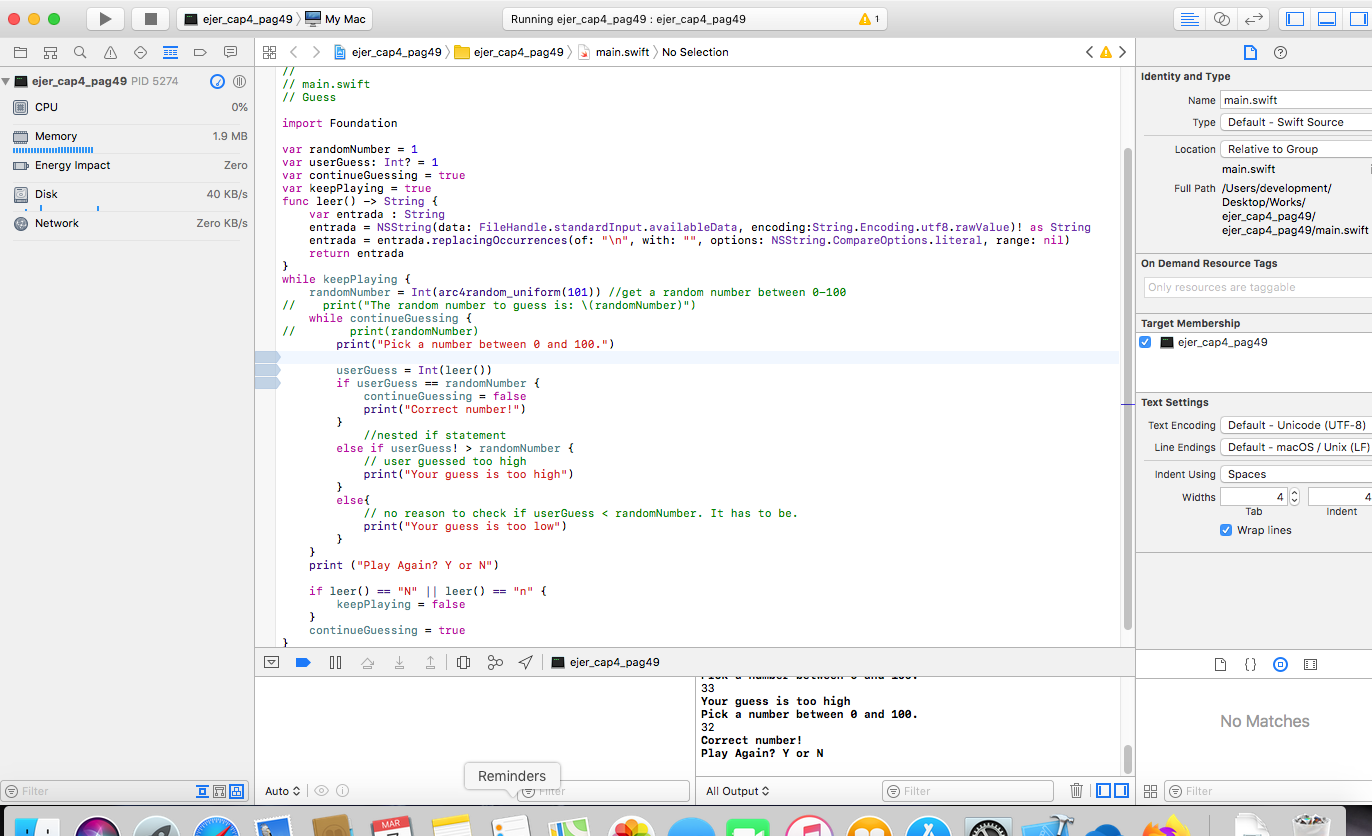 ejer_cap4_pag49 My Mac
Running ejer_cap4_pag49 : ejer_cap4_pag49
1
ejer_cap4_pag49 ejer_cap4_pag49 main.swift No Selection
ejer_cap4_pag49 PID 5274
CPU 0%
Memory 1.9 MB
Energy Impact Zero
Disk 40 KB/s
Network Zero KB/s
Filter
//
// main.swift
// Guess
import Foundation
var randomNumber = 1
var userGuess: Int? = 1
var continueGuessing = true
var keepPlaying = true
func leer() -> String {
    var entrada : String
    entrada = NSString(data: FileHandle.standardInput.availableData, encoding:String.Encoding.utf8.rawValue)! as String
    entrada = entrada.replacingOccurrences(of: "\n", with: "", options: NSString.CompareOptions.literal, range: nil)
    return entrada
}
while keepPlaying {
    randomNumber = Int(arc4random_uniform(101)) //get a random number between 0-100
//    print("The random number to guess is: \(randomNumber)")
    while continueGuessing {
//        print(randomNumber)
        print("Pick a number between 0 and 100.")
        userGuess = Int(leer())
        if userGuess == randomNumber {
            continueGuessing = false
            print("Correct number!")
        }
            //nested if statement
        else if userGuess! > randomNumber {
            // user guessed too high
            print("Your guess is too high")
        }
        else{
            // no reason to check if userGuess < randomNumber. It has to be.
            print("Your guess is too low")
        }
    }
    print ("Play Again? Y or N")
    if leer() == "N" || leer() == "n" {
        keepPlaying = false
    }
    continueGuessing = true
}
ejer_cap4_pag49
Pick a number between 0 and 100.
33
Your guess is too high
Pick a number between 0 and 100.
32
Correct number!
Play Again? Y or N
Auto
Filter
All Output
Filter
Reminders
MAR
Identity and Type
Name main.swift
Type Default - Swift Source
Location Relative to Group
main.swift
Full Path /Users/development/
Desktop/Works/
ejer_cap4_pag49/
ejer_cap4_pag49/main.swift
On Demand Resource Tags
Only resources are taggable
Target Membership
ejer_cap4_pag49
Text Settings
Text Encoding Default - Unicode (UTF-8)
Line Endings Default - macOS / Unix (LF)
Indent Using Spaces
Widths 4 4
Tab Indent
Wrap lines
{}
No Matches
Filter